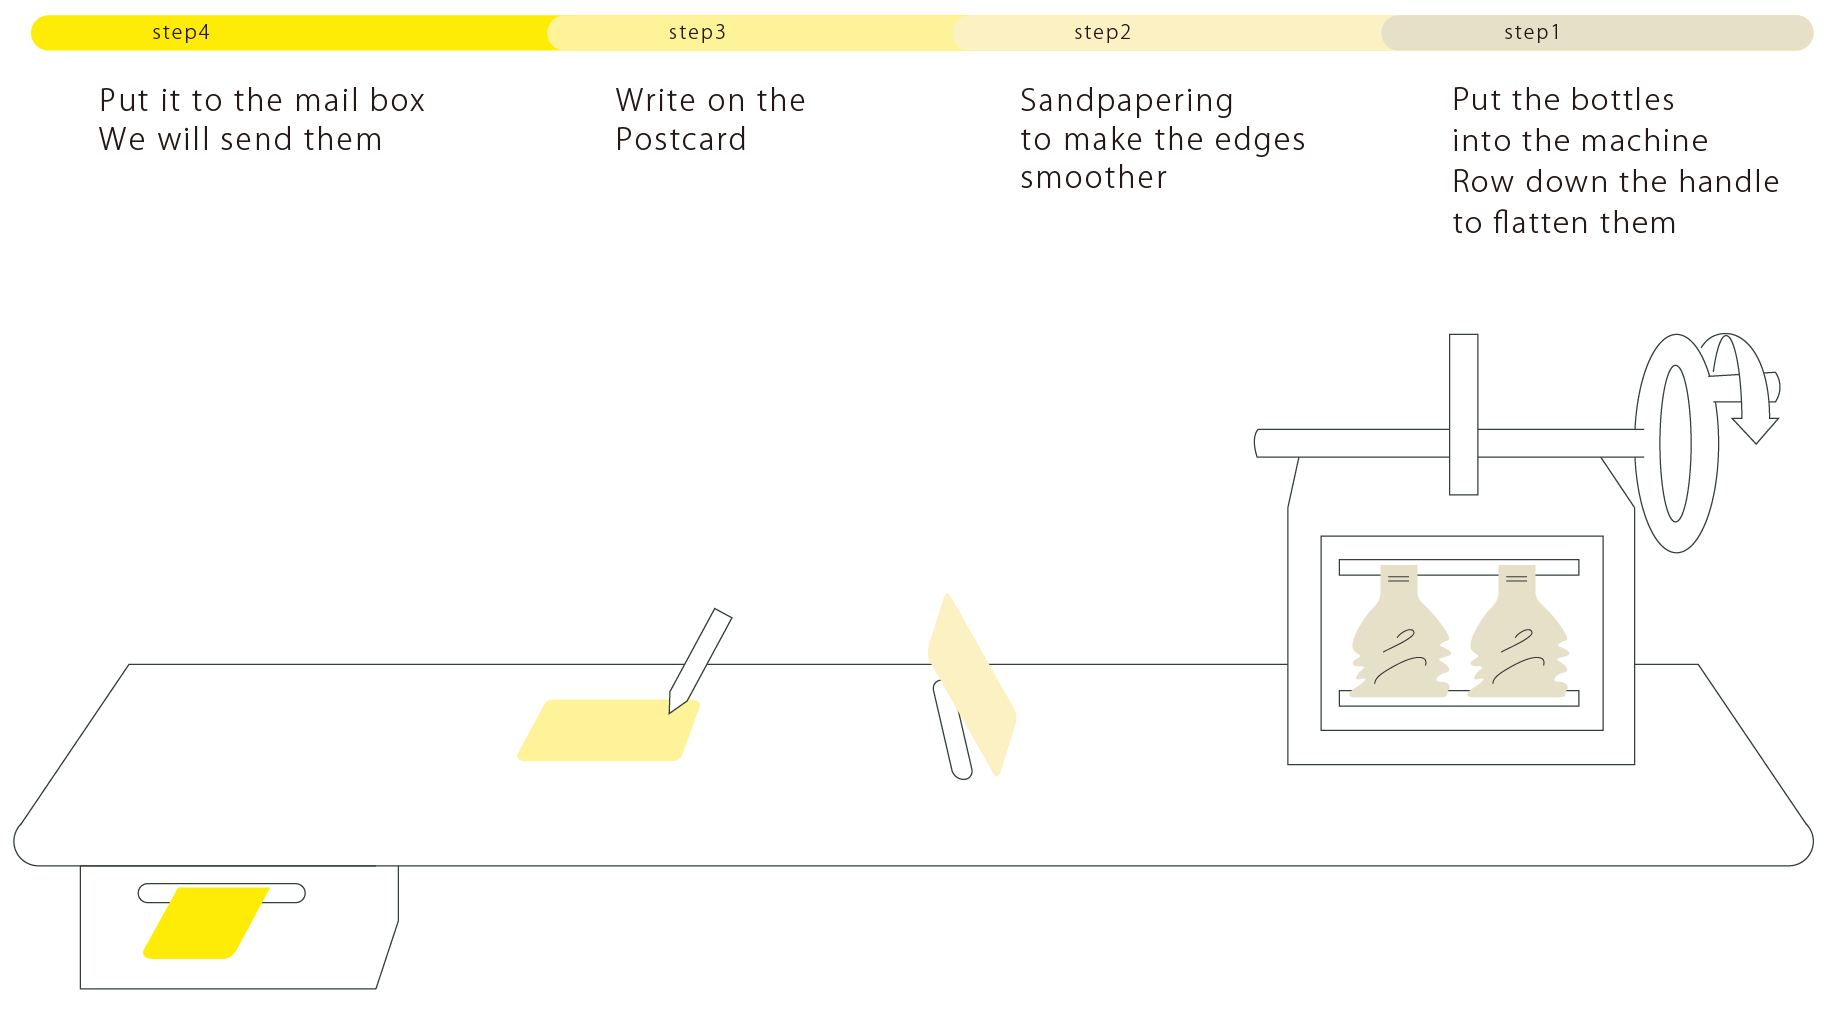 step4
Put it to the mail box
We will send them
step3
Write on the
Postcard
step2
Sandpapering
to make the edges
smoother
step1
Put the bottles
into the machine
Row down the handle
to flatten them